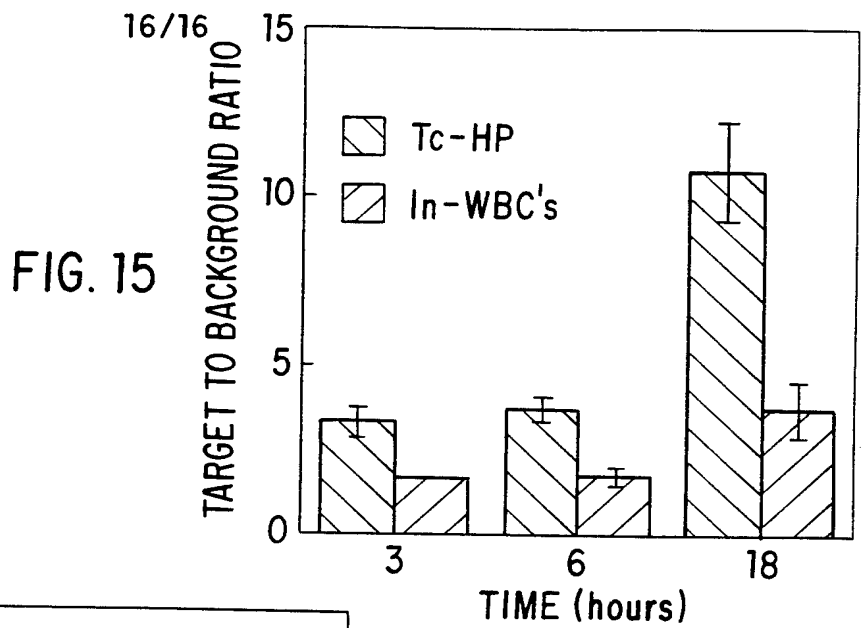 16/16
FIG. 15
TARGET TO BACKGROUND RATIO
15
10
5
0
Tc-HP
In-WBC's
3 6 18
TIME (hours)